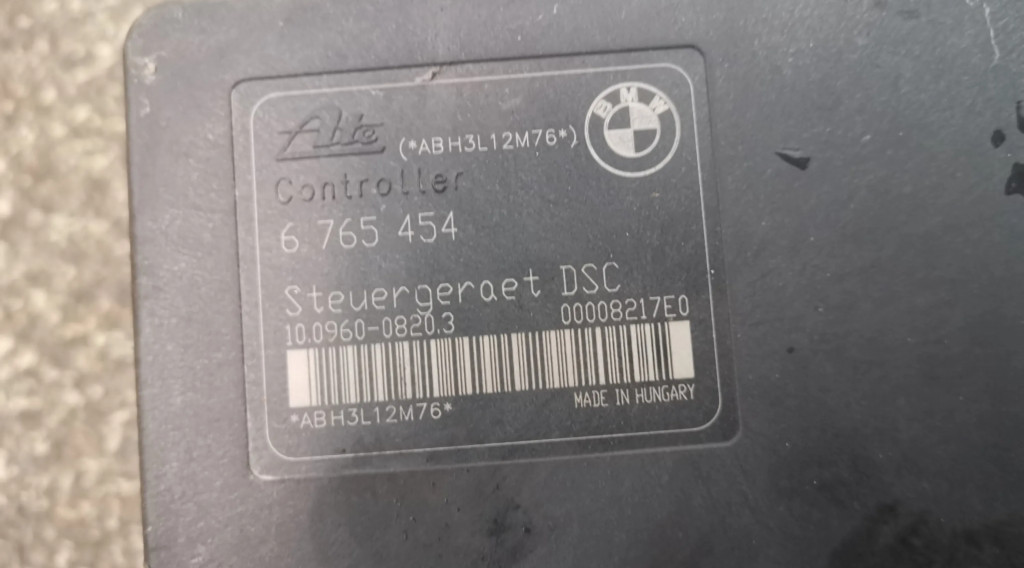 Ate (*ABH3L12M76*) BMW
Controller
6 765 454
Steuergeraet DSC
10.0960-0820.3 00008217E0
*ABH3L12M76* MADE IN HUNGARY